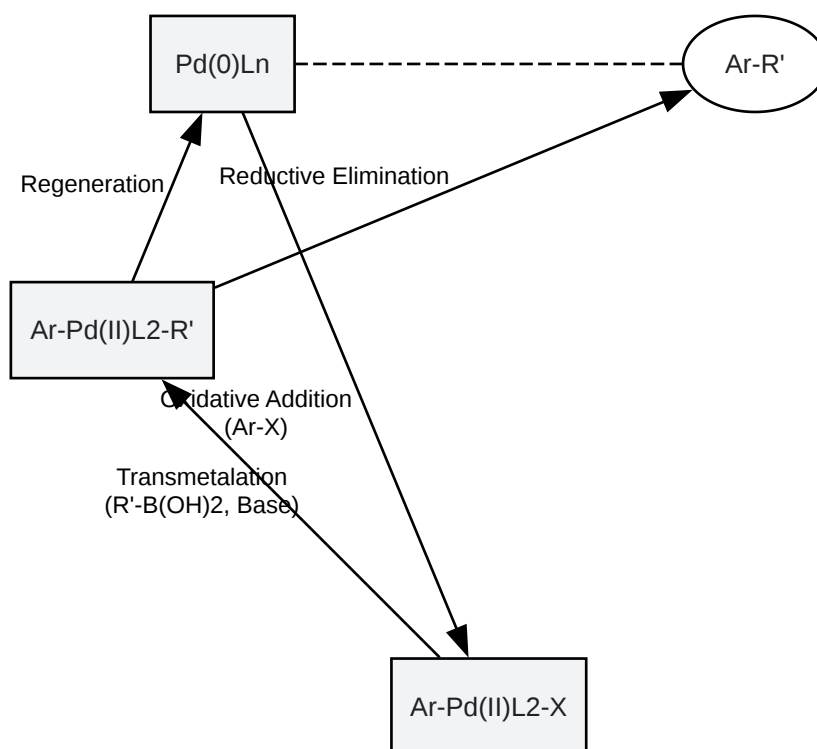 Pd(0)Ln
Ar-R'
Regeneration
Reductive Elimination
Ar-Pd(II)L2-R'
Oxidative Addition
(Ar-X)
Transmetalation
(R'-B(OH)2, Base)
Ar-Pd(II)L2-X